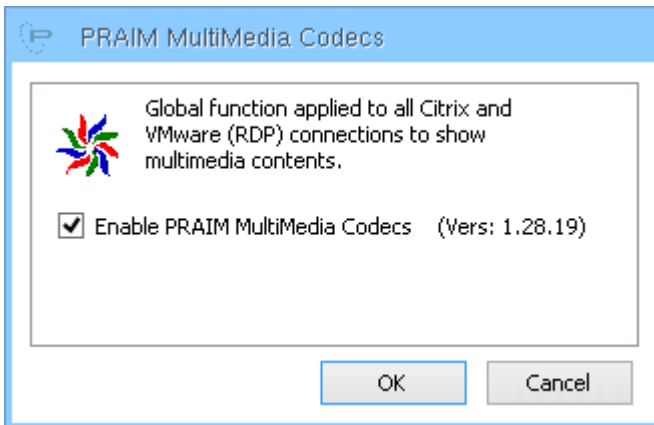 PRAIM MultiMedia Codecs
Global function applied to all Citrix and
VMware (RDP) connections to show
multimedia contents.
Enable PRAIM MultiMedia Codecs (Vers: 1.28.19)
OK Cancel